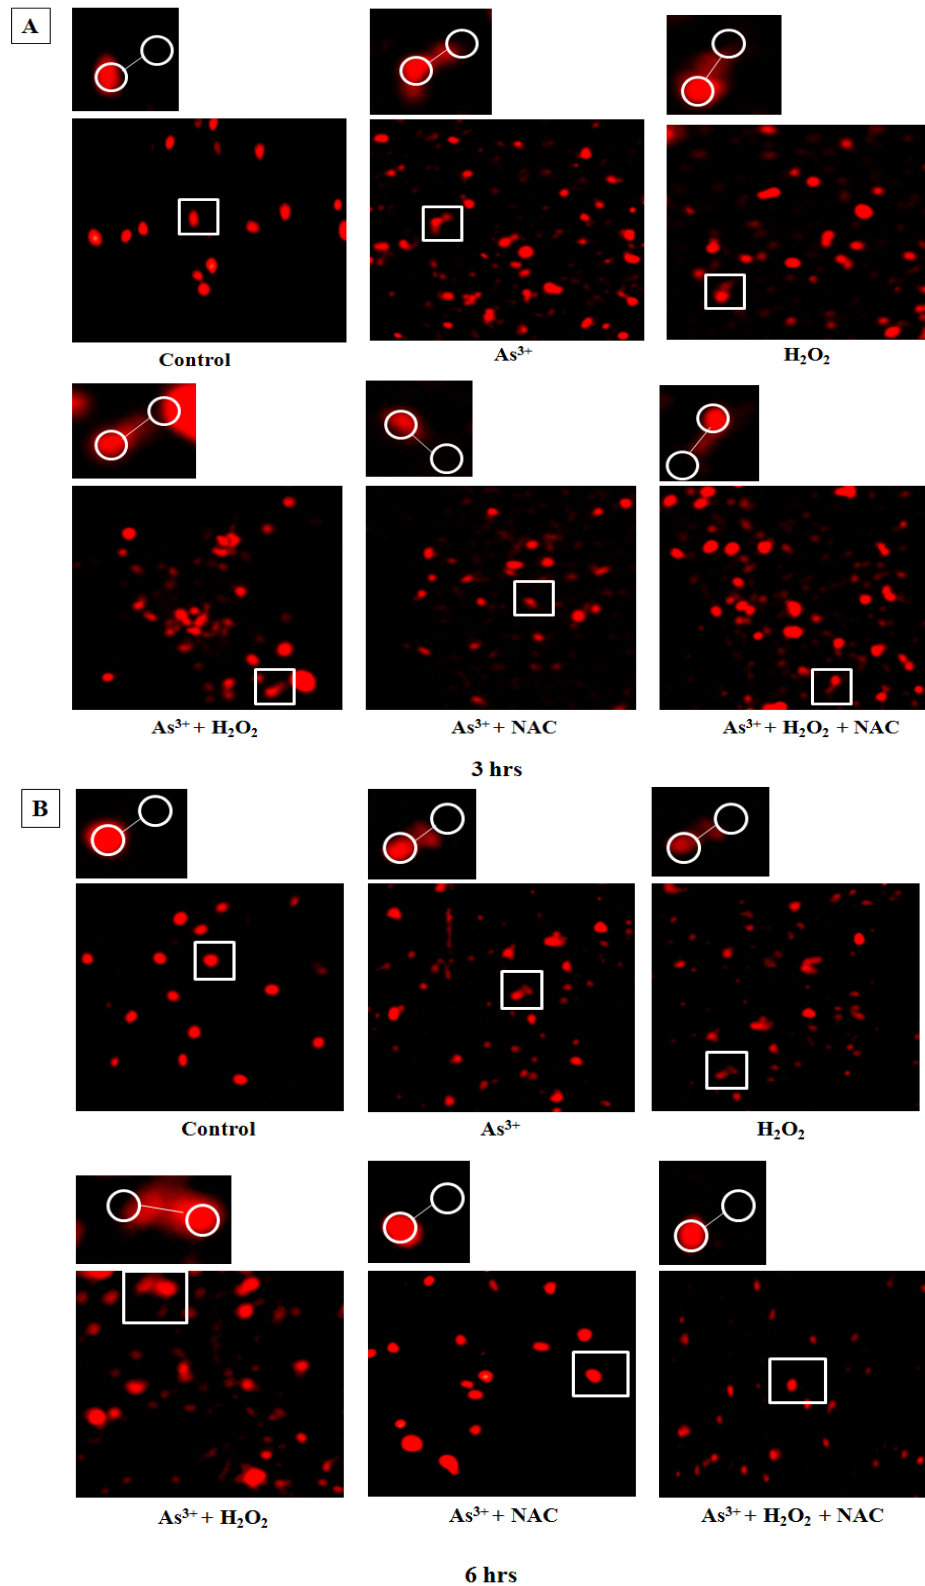 A
Control
As³⁺
H₂O₂
As³⁺ + H₂O₂
As³⁺ + NAC
As³⁺ + H₂O₂ + NAC
3 hrs
B
Control
As³⁺
H₂O₂
As³⁺ + H₂O₂
As³⁺ + NAC
As³⁺ + H₂O₂ + NAC
6 hrs